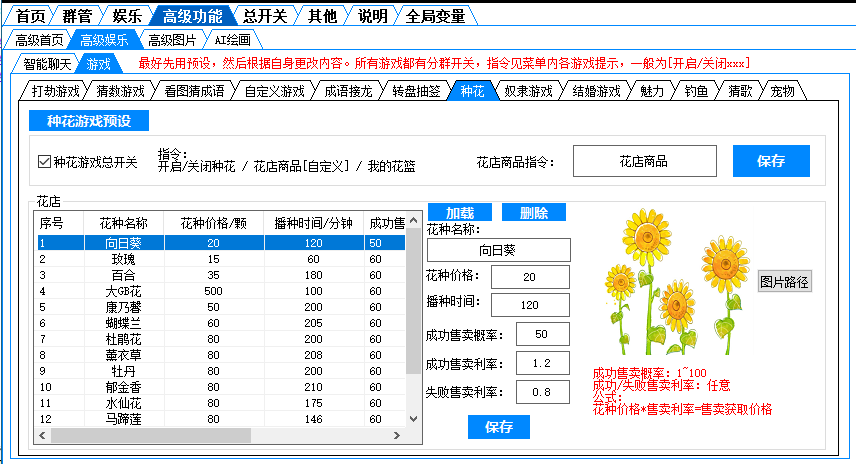 首页 群管 娱乐 高级功能 总开关 其他 说明 全局变量
高级首页 高级娱乐 高级图片 AI绘画
智能聊天 游戏 最好先用预设，然后根据自身更改内容。所有游戏都有分群开关，指令见菜单内各游戏提示，一般为[开启/关闭xxx]
打劫游戏 猜数游戏 看图猜成语 自定义游戏 成语接龙 转盘抽签 种花 奴隶游戏 结婚游戏 魅力 钓鱼 猜歌 宠物
种花游戏预设
种花游戏总开关
指令：
开启/关闭种花 / 花店商品[自定义] / 我的花篮
花店商品指令： 花店商品 保存
花店
序号 花种名称 花种价格/颗 播种时间/分钟 成功售
1 向日葵 20 120 50
2 玫瑰 15 60 60
3 百合 35 180 60
4 大GB花 500 100 60
5 康乃馨 50 200 60
6 蝴蝶兰 60 205 60
7 杜鹃花 80 200 60
8 薰衣草 80 208 60
9 牡丹 80 200 60
10 郁金香 80 210 60
11 水仙花 80 175 60
12 马蹄莲 80 146 60
加载 删除
花种名称：
向日葵
花种价格： 20
播种时间： 120
成功售卖概率： 50
成功售卖利率： 1.2
失败售卖利率： 0.8
保存
图片路径
成功售卖概率：1~100
成功/失败售卖利率：任意
公式：
花种价格*售卖利率=售卖获取价格